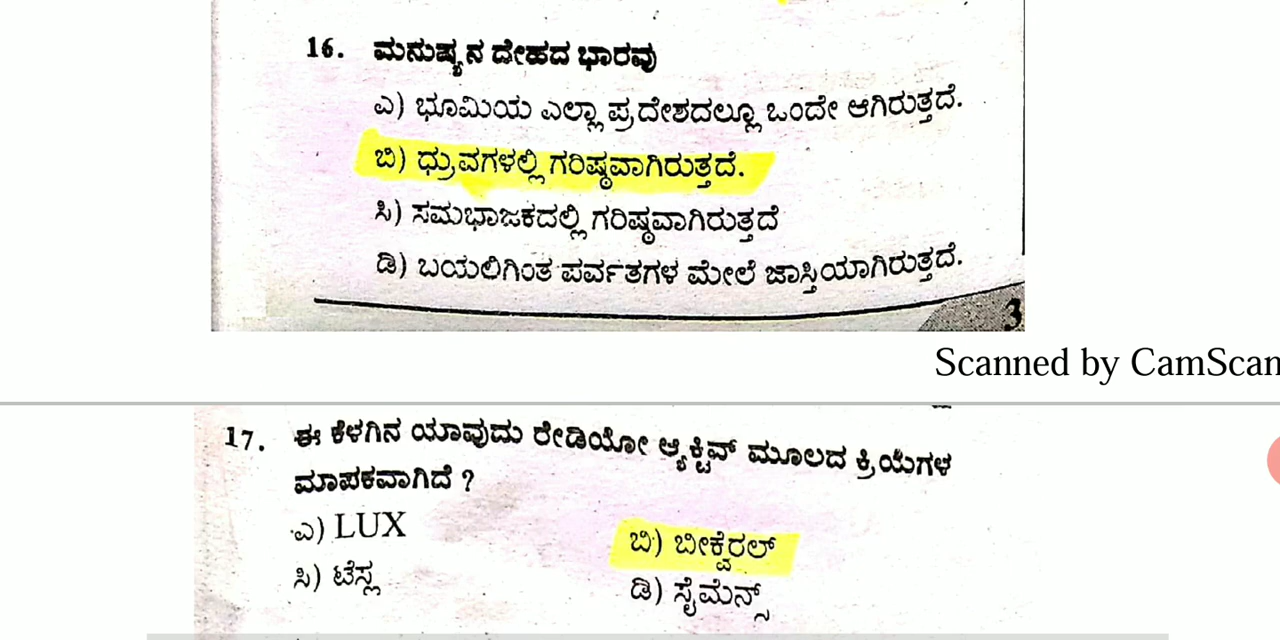 16. ಮನುಷ್ಯನ ದೇಹದ ಭಾರವು
ಎ) ಭೂಮಿಯ ಎಲ್ಲಾ ಪ್ರದೇಶದಲ್ಲೂ ಒಂದೇ ಆಗಿರುತ್ತದೆ.
ಬಿ) ಧ್ರುವಗಳಲ್ಲಿ ಗರಿಷ್ಠವಾಗಿರುತ್ತದೆ.
ಸಿ) ಸಮಭಾಜಕದಲ್ಲಿ ಗರಿಷ್ಠವಾಗಿರುತ್ತದೆ
ಡಿ) ಬಯಲಿಗಿಂತ ಪರ್ವತಗಳ ಮೇಲೆ ಜಾಸ್ತಿಯಾಗಿರುತ್ತದೆ.
3
Scanned by CamScan
17. ಈ ಕೆಳಗಿನ ಯಾವುದು ರೇಡಿಯೋ ಆ್ಯಕ್ಟಿವ್ ಮೂಲದ ಕ್ರಿಯೆಗಳ
ಮಾಪಕವಾಗಿದೆ ?
ಎ) LUX ಬಿ) ಬೀಕ್ವೆರಲ್
ಸಿ) ಟೆಸ್ಲ ಡಿ) ಸೈಮೆನ್ಸ್